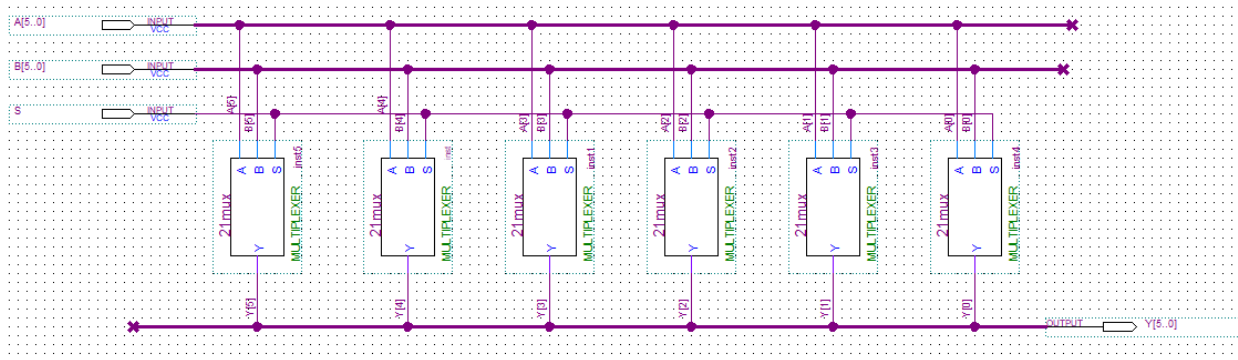 A[5..0] INPUT VCC
B[5..0] INPUT VCC
S INPUT VCC
A[5] B[5] A[4] B[4] A[3] B[3] A[2] B[2] A[1] B[1] A[0] B[0]
inst5 inst inst1 inst2 inst3 inst4
A B S A B S A B S A B S A B S A B S
21mux MULTIPLEXER 21mux MULTIPLEXER 21mux MULTIPLEXER 21mux MULTIPLEXER 21mux MULTIPLEXER 21mux MULTIPLEXER
Y Y Y Y Y Y
Y[5] Y[4] Y[3] Y[2] Y[1] Y[0]
OUTPUT Y[5..0]